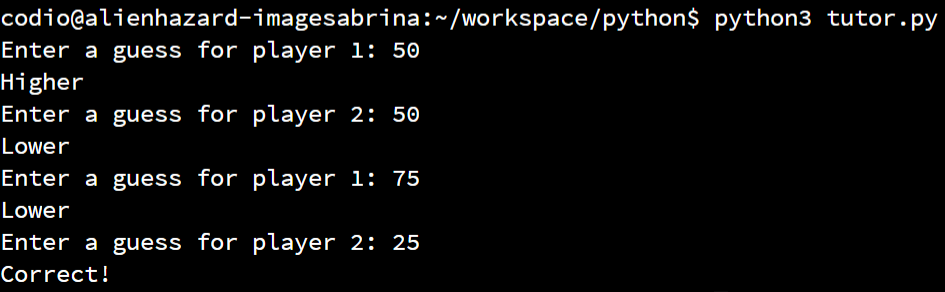 codio@alienhazard-imagesabrina:~/workspace/python$ python3 tutor.py
Enter a guess for player 1: 50
Higher
Enter a guess for player 2: 50
Lower
Enter a guess for player 1: 75
Lower
Enter a guess for player 2: 25
Correct!